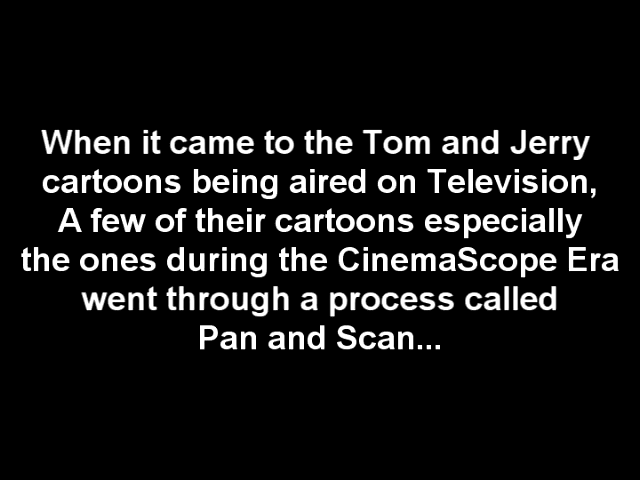 When it came to the Tom and Jerry
cartoons being aired on Television,
A few of their cartoons especially
the ones during the CinemaScope Era
went through a process called
Pan and Scan...